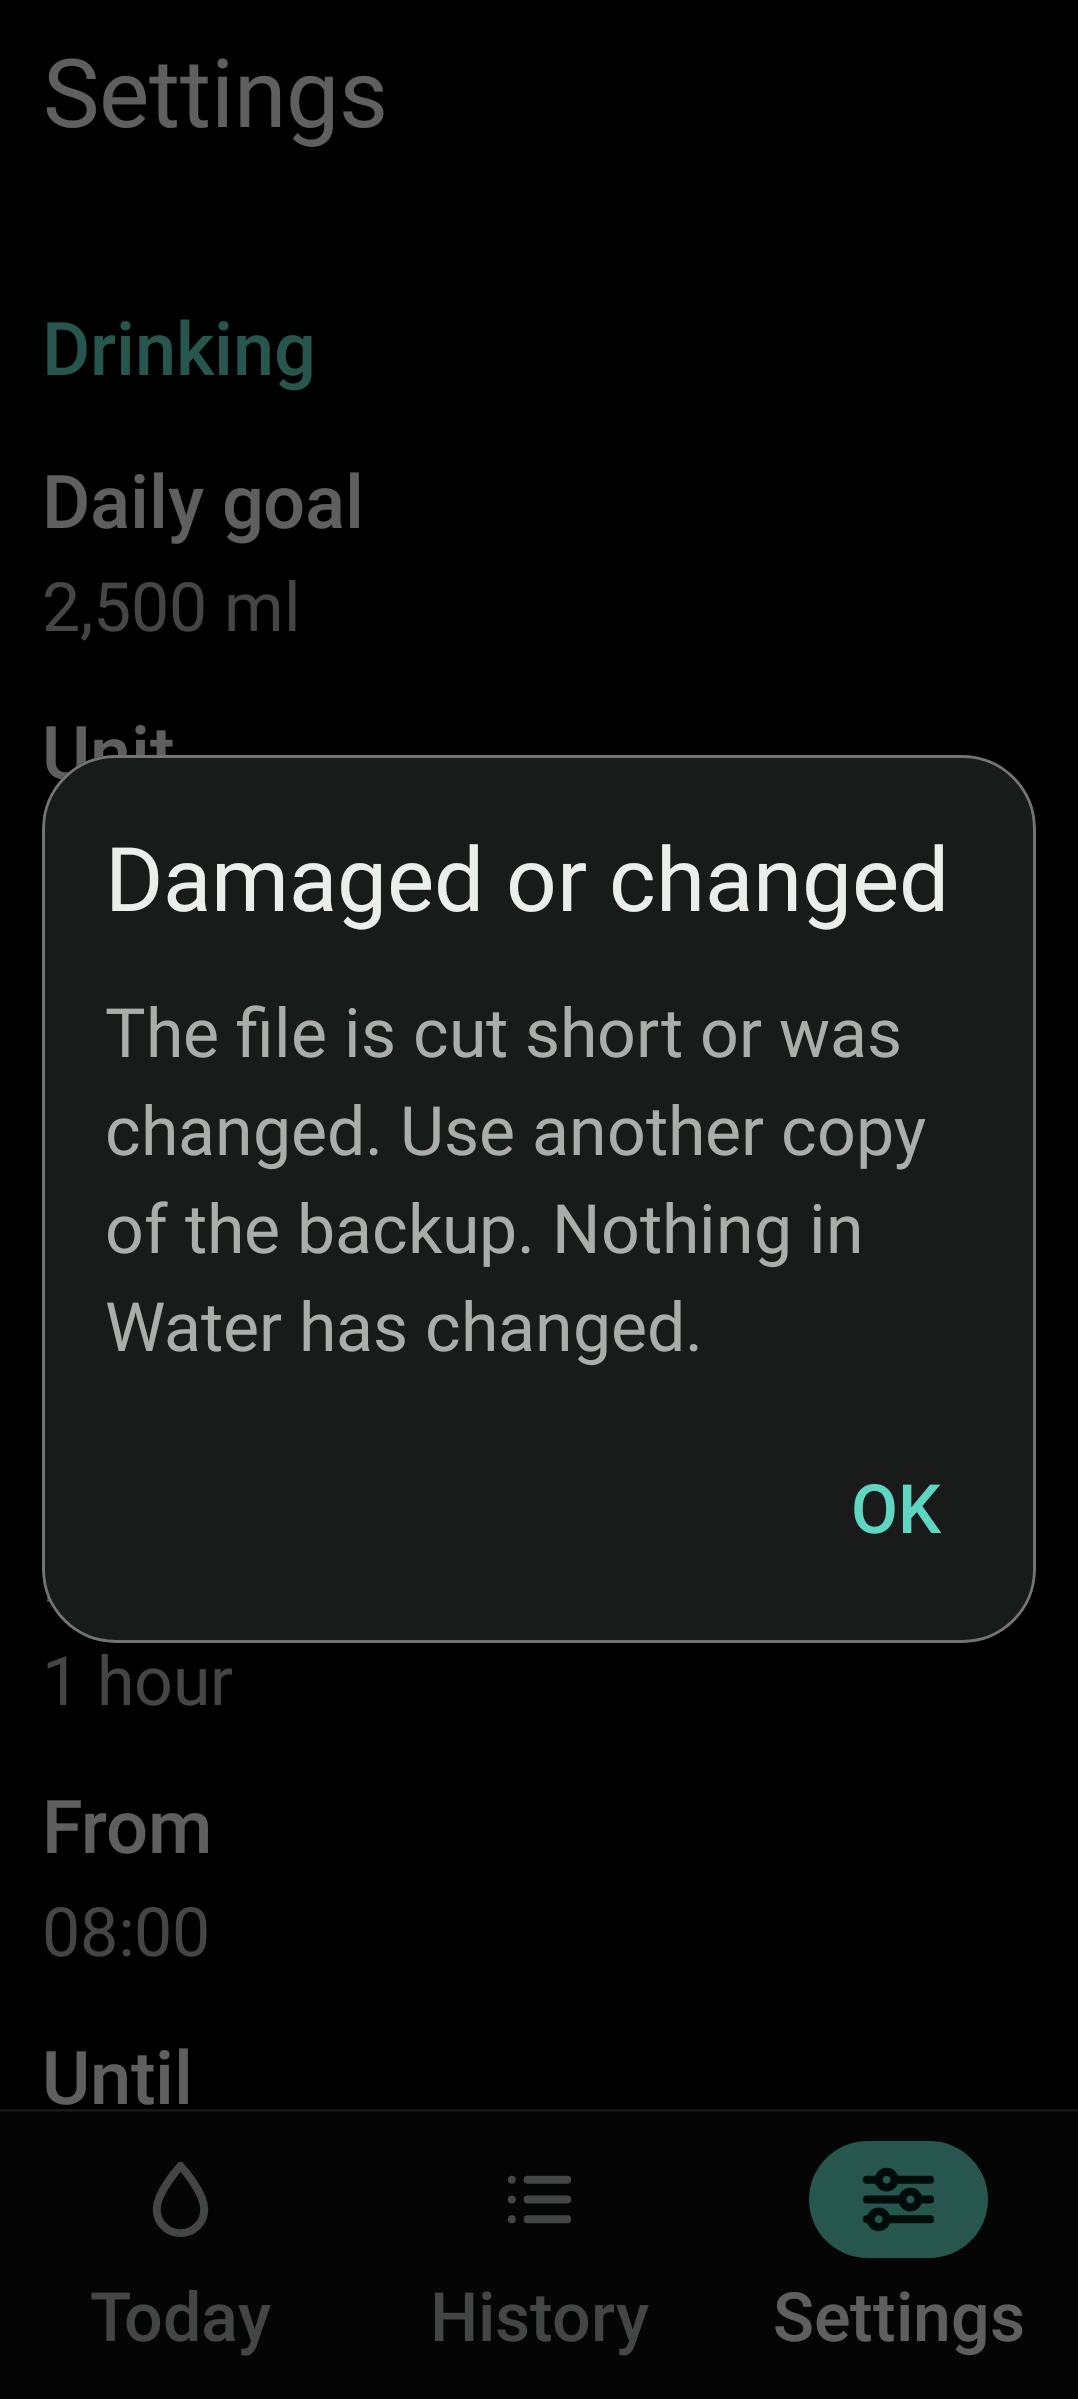 Settings
Drinking
Daily goal
2,500 ml
Unit
Damaged or changed
The file is cut short or was
changed. Use another copy
of the backup. Nothing in
Water has changed.
OK
1 hour
From
08:00
Until
Today
History
Settings